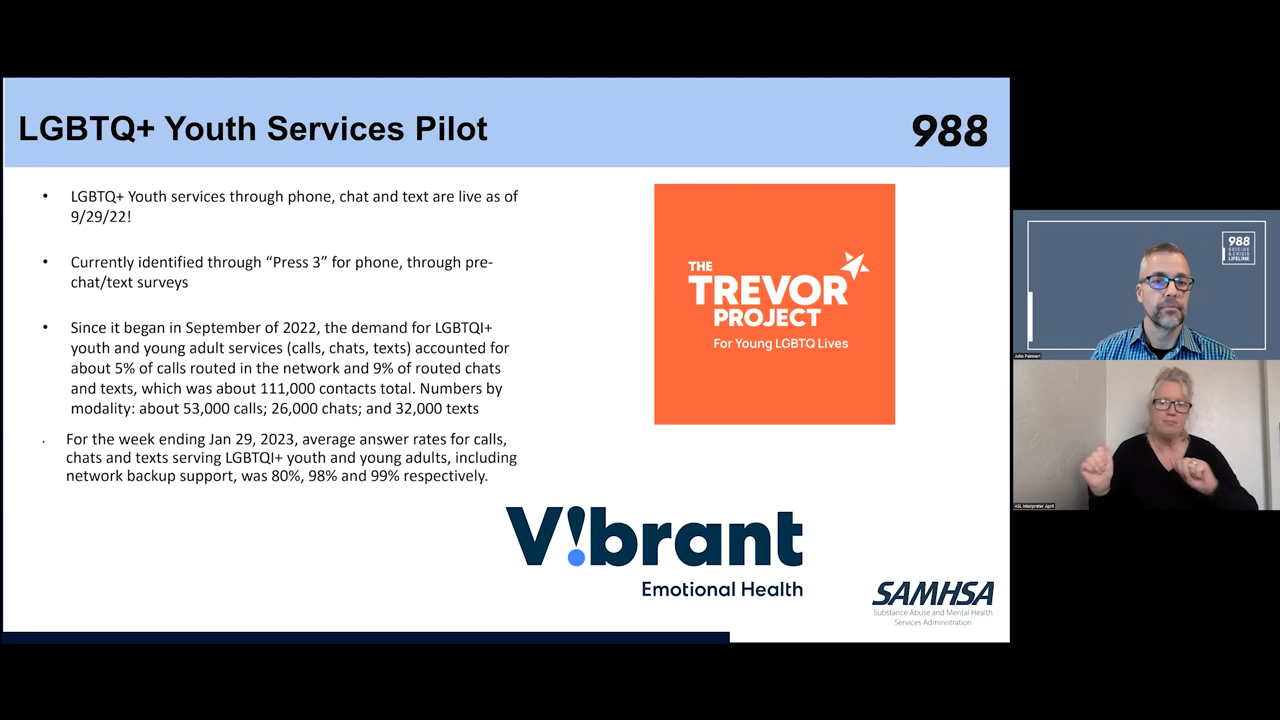 LGBTQ+ Youth Services Pilot
988
• LGBTQ+ Youth services through phone, chat and text are live as of
9/29/22!
• Currently identified through “Press 3” for phone, through pre-
chat/text surveys
• Since it began in September of 2022, the demand for LGBTQI+
youth and young adult services (calls, chats, texts) accounted for
about 5% of calls routed in the network and 9% of routed chats
and texts, which was about 111,000 contacts total. Numbers by
modality: about 53,000 calls; 26,000 chats; and 32,000 texts
· For the week ending Jan 29, 2023, average answer rates for calls,
chats and texts serving LGBTQI+ youth and young adults, including
network backup support, was 80%, 98% and 99% respectively.
THE
TREVOR
PROJECT
For Young LGBTQ Lives
V!brant
Emotional Health
SAMHSA
Substance Abuse and Mental Health
Services Administration
988
SUICIDE
& CRISIS
LIFELINE
John Palmieri
ASL Interpreter April